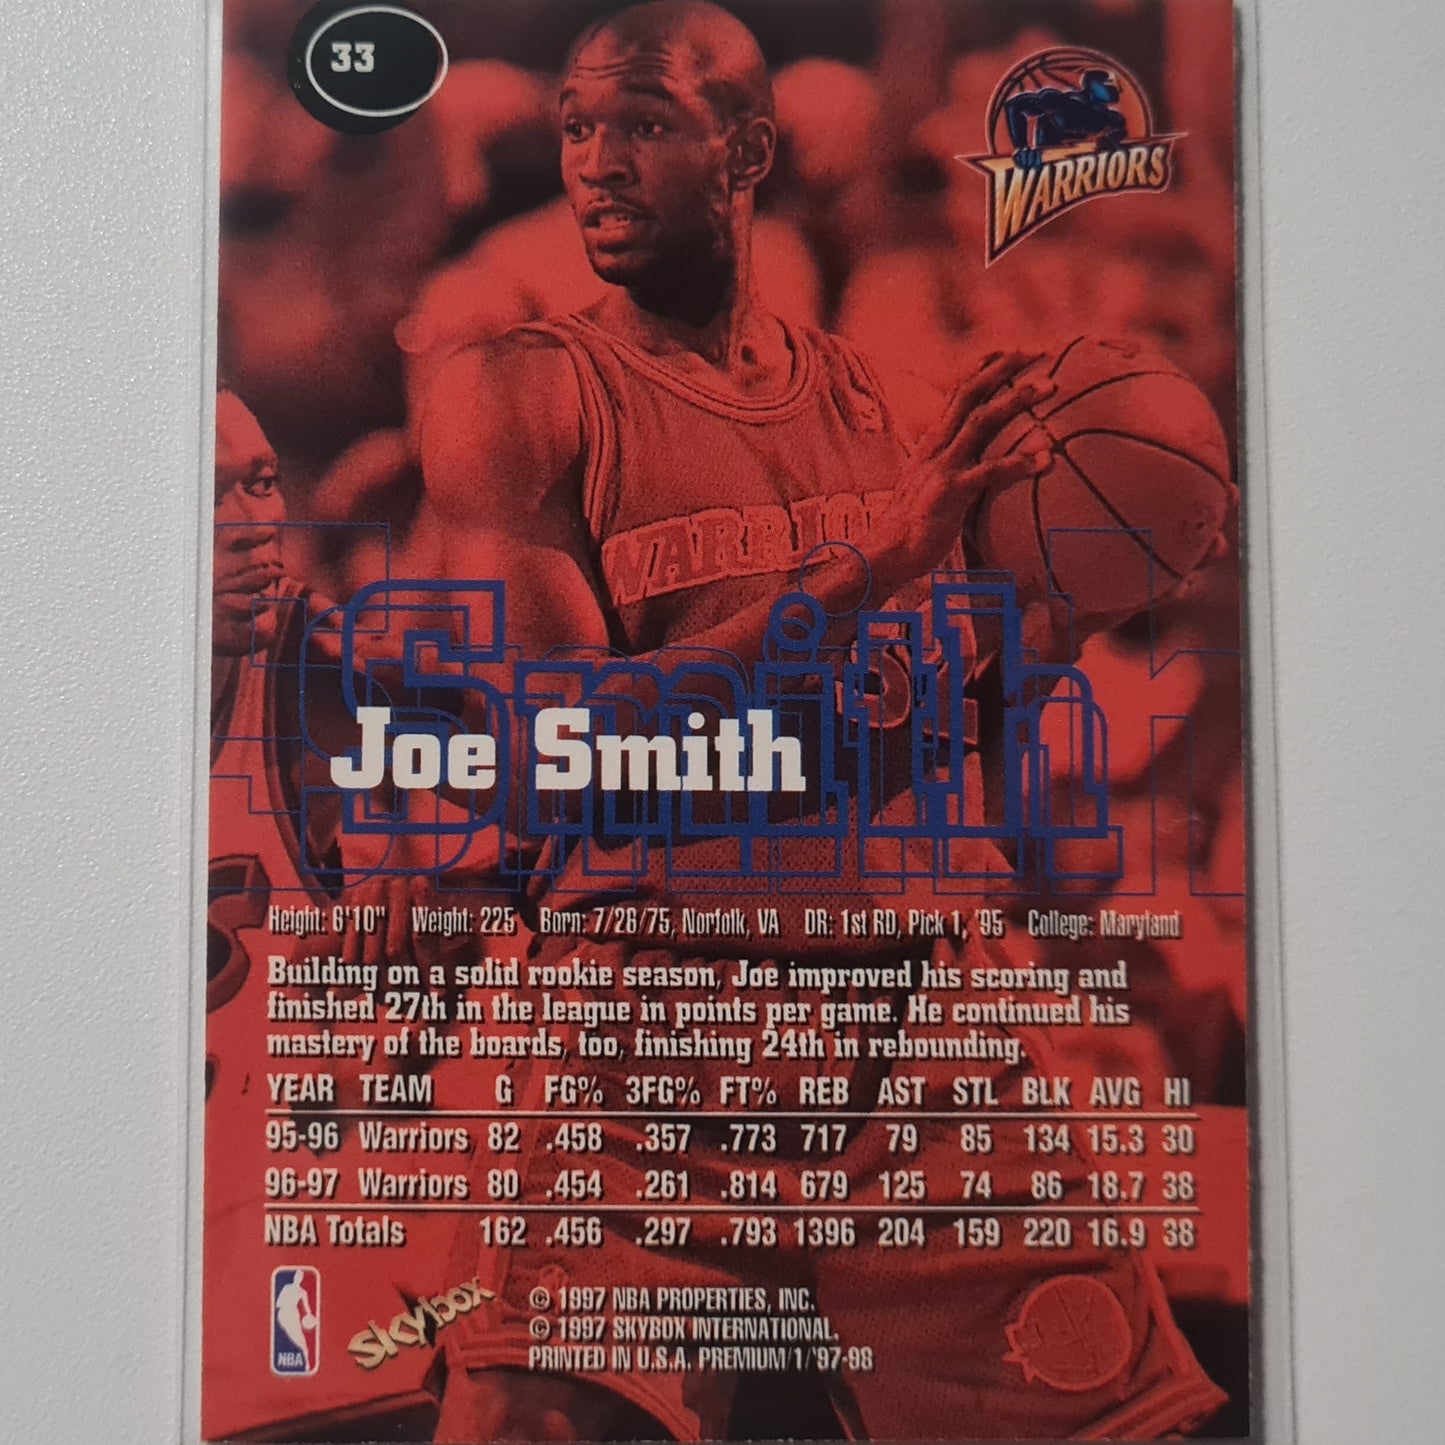 33
WARRIORS
WARRIOR
Smith
Joe Smith
Height: 6'10" Weight: 225 Born: 7/26/75, Norfolk, VA DR: 1st RD, Pick 1, '95 College: Maryland
Building on a solid rookie season, Joe improved his scoring and
finished 27th in the league in points per game. He continued his
mastery of the boards, too, finishing 24th in rebounding.
YEAR TEAM G FG% 3FG% FT% REB AST STL BLK AVG HI
95-96 Warriors 82 .458 .357 .773 717 79 85 134 15.3 30
96-97 Warriors 80 .454 .261 .814 679 125 74 86 18.7 38
NBA Totals 162 .456 .297 .793 1396 204 159 220 16.9 38
NBA
skybox
© 1997 NBA PROPERTIES, INC.
© 1997 SKYBOX INTERNATIONAL.
PRINTED IN U.S.A. PREMIUM/1/'97-98